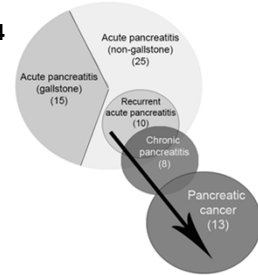 4
Acute pancreatitis
(non-gallstone)
(25)
Acute pancreatitis
(gallstone)
(15)
Recurrent
acute pancreatitis
(10)
Chronic
pancreatitis
(8)
Pancreatic
cancer
(13)